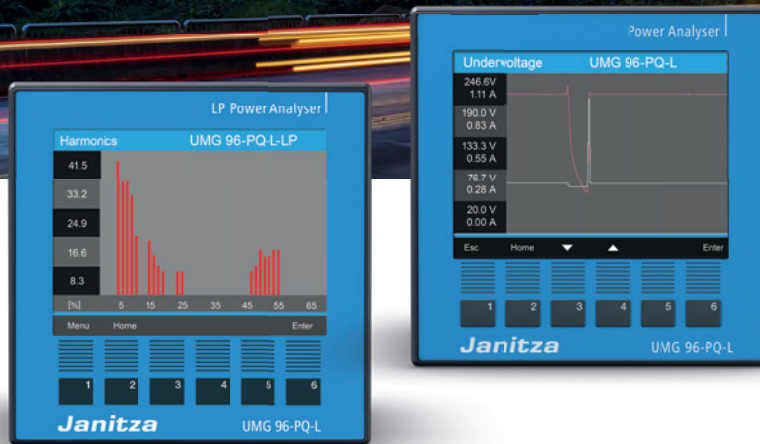 LP Power Analyser
Harmonics UMG 96-PQ-L-LP
41.5
33.2
24.9
16.6
8.3
[%] 5 15 25 35 45 55 65
Menu Home Enter
1 2 3 4 5 6
Janitza UMG 96-PQ-L
Power Analyser
Undervoltage UMG 96-PQ-L
246.6V
1.11 A
190.0 V
0.83 A
133.3 V
0.55 A
76.7 V
0.28 A
20.0 V
0.00 A
Esc Home Enter
1 2 3 4 5 6
Janitza UMG 96-PQ-L